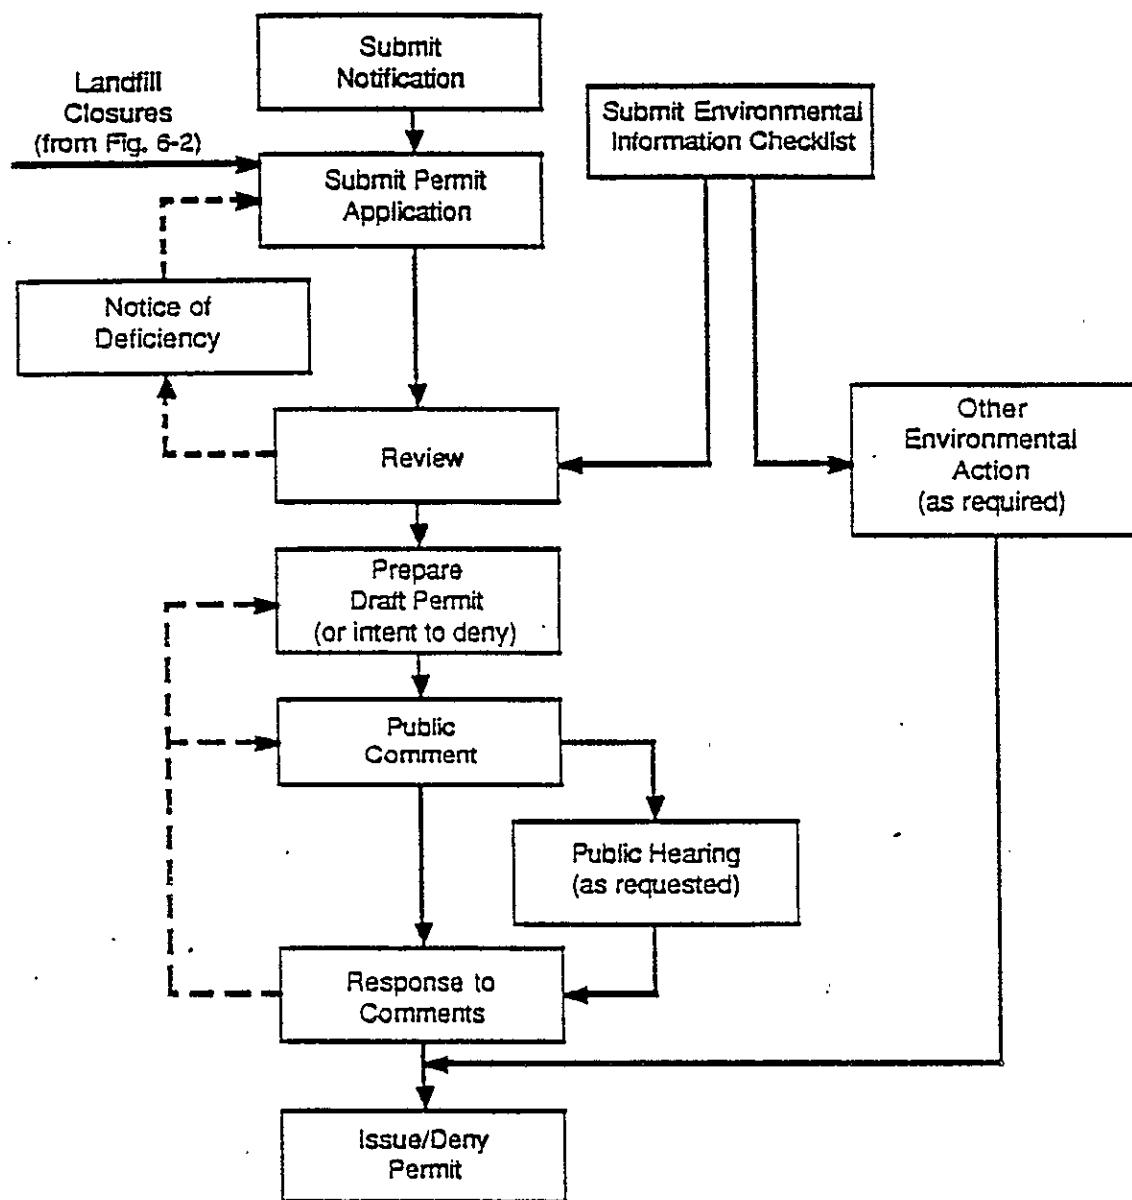 Submit
Notification
Landfill
Closures
(from Fig. 6-2)
Submit Environmental
Information Checklist
Submit Permit
Application
Notice of
Deficiency
Other
Environmental
Action
(as required)
Review
Prepare
Draft Permit
(or intent to deny)
Public
Comment
Public Hearing
(as requested)
Response to
Comments
Issue/Deny
Permit